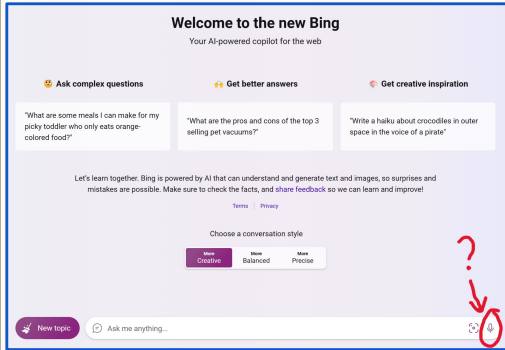 Welcome to the new Bing
Your AI-powered copilot for the web
Ask complex questions
Get better answers
Get creative inspiration
"What are some meals I can make for my
picky toddler who only eats orange-
colored food?"
"What are the pros and cons of the top 3
selling pet vacuums?"
"Write a haiku about crocodiles in outer
space in the voice of a pirate"
Let's learn together. Bing is powered by AI that can understand and generate text and images, so surprises and
mistakes are possible. Make sure to check the facts, and share feedback so we can learn and improve!
Terms | Privacy
Choose a conversation style
More More More
Creative Balanced Precise
?
New topic Ask me anything...